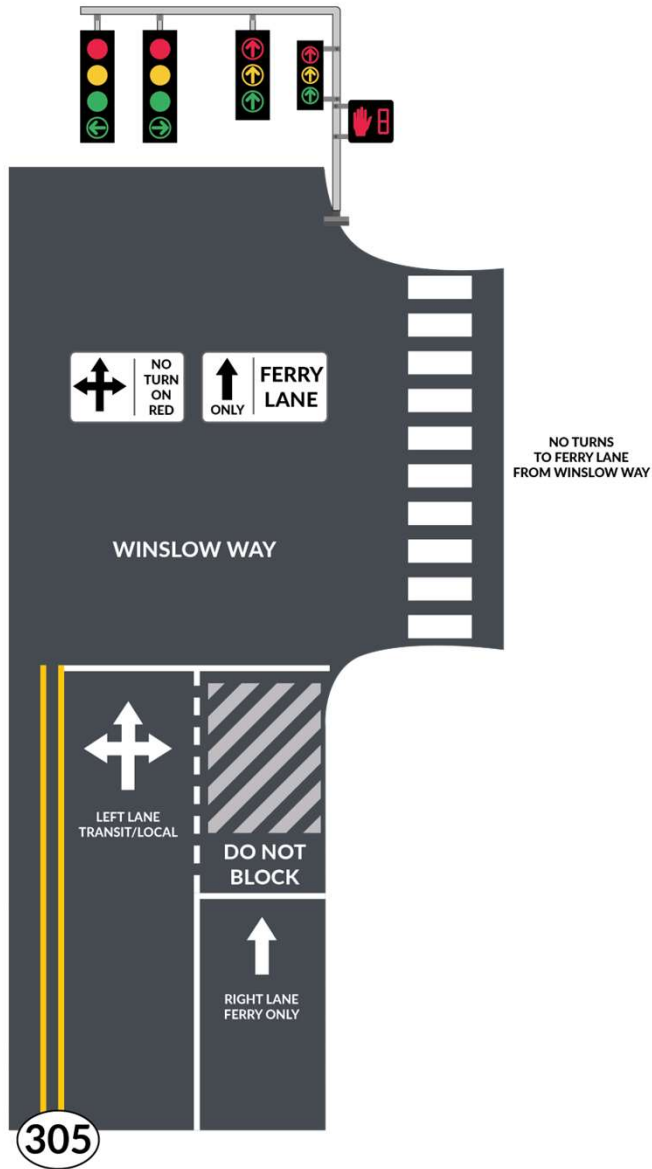 NO
TURN
ON
RED
ONLY
FERRY
LANE
NO TURNS
TO FERRY LANE
FROM WINSLOW WAY
WINSLOW WAY
LEFT LANE
TRANSIT/LOCAL
DO NOT
BLOCK
RIGHT LANE
FERRY ONLY
305